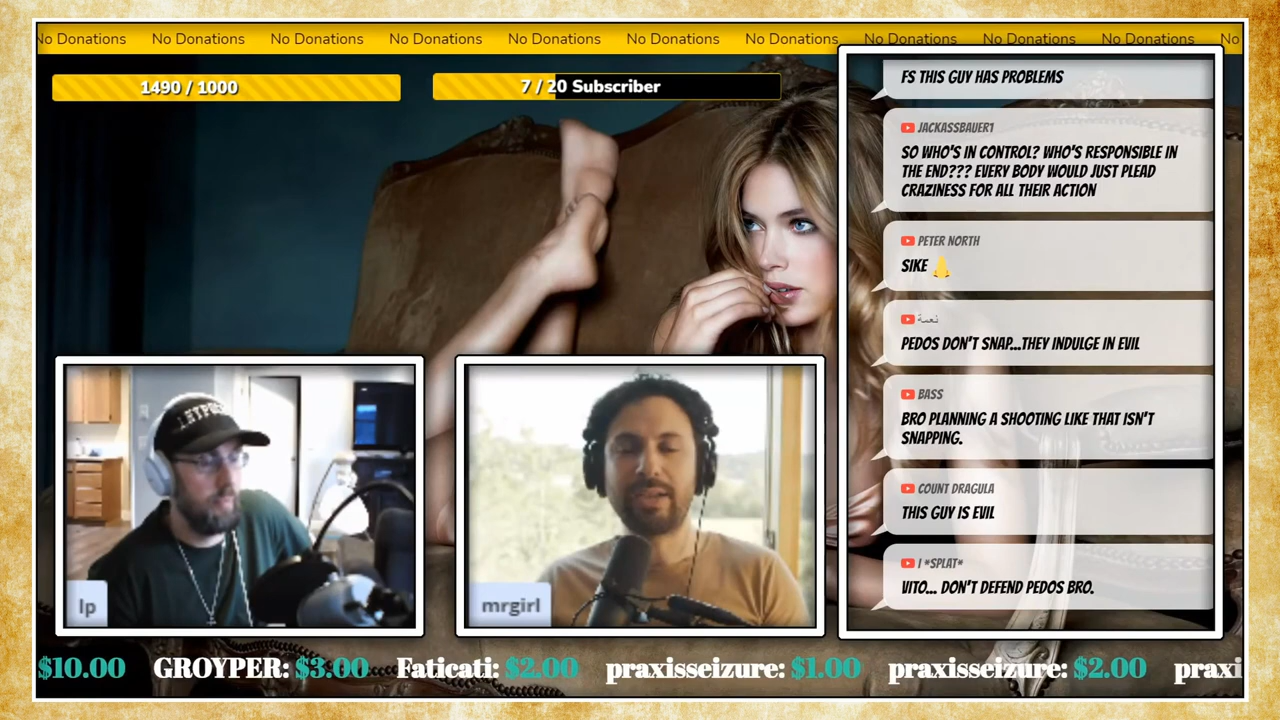 No Donations No Donations No Donations No Donations No Donations No Donations No Donations No Donations No Donations No Donations No
1490 / 1000
7 / 20 Subscriber
FS THIS GUY HAS PROBLEMS
JACKASSBAUER1
SO WHO'S IN CONTROL? WHO'S RESPONSIBLE IN
THE END??? EVERY BODY WOULD JUST PLEAD
CRAZINESS FOR ALL THEIR ACTION
PETER NORTH
SIKE
نعمة
PEDOS DON'T SNAP...THEY INDULGE IN EVIL
BASS
BRO PLANNING A SHOOTING LIKE THAT ISN'T
SNAPPING.
COUNT DRAGULA
THIS GUY IS EVIL
I *SPLAT*
VITO... DON'T DEFEND PEDOS BRO.
lp
mrgirl
$10.00 GROYPER: $3.00 Faticati: $2.00 praxisseizure: $1.00 praxisseizure: $2.00 praxi